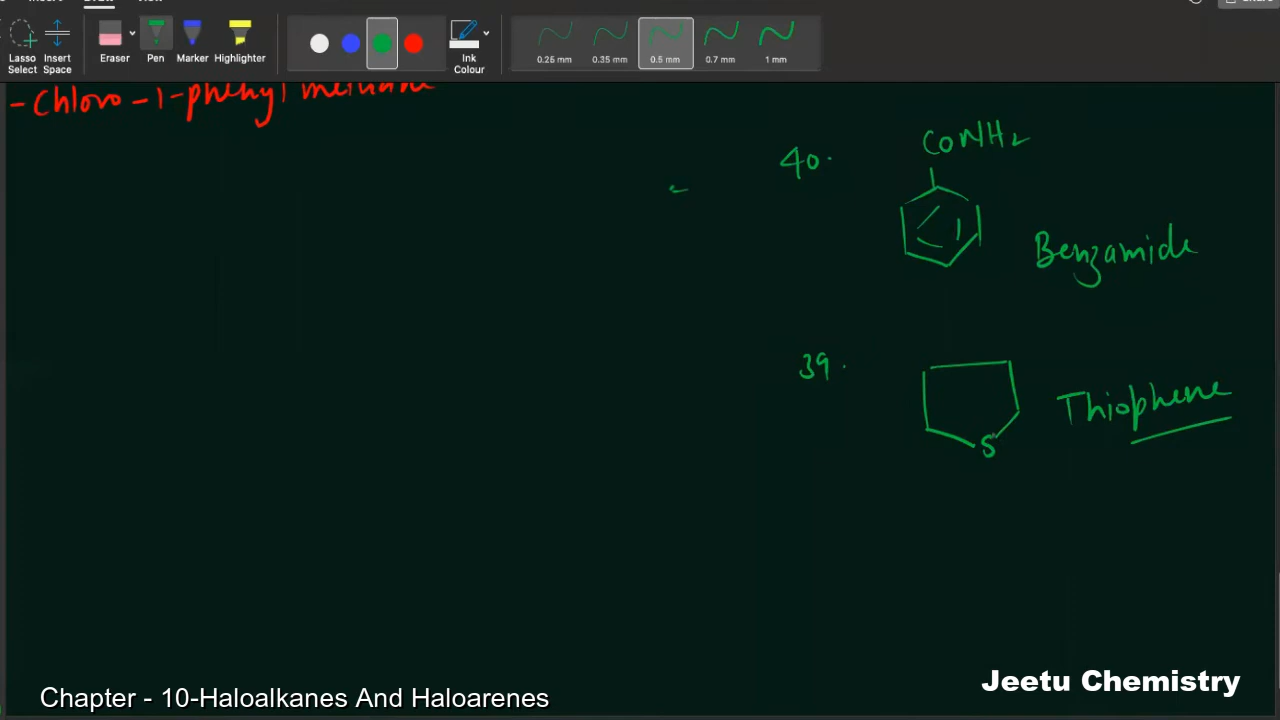 Lasso Select
Insert Space
Eraser
Pen
Marker
Highlighter
Ink Colour
0.25 mm
0.35 mm
0.5 mm
0.7 mm
1 mm
-Chloro-1-phenyl methane
40.
CONH2
Benzamide
39.
S
Thiophene
Chapter - 10-Haloalkanes And Haloarenes
Jeetu Chemistry